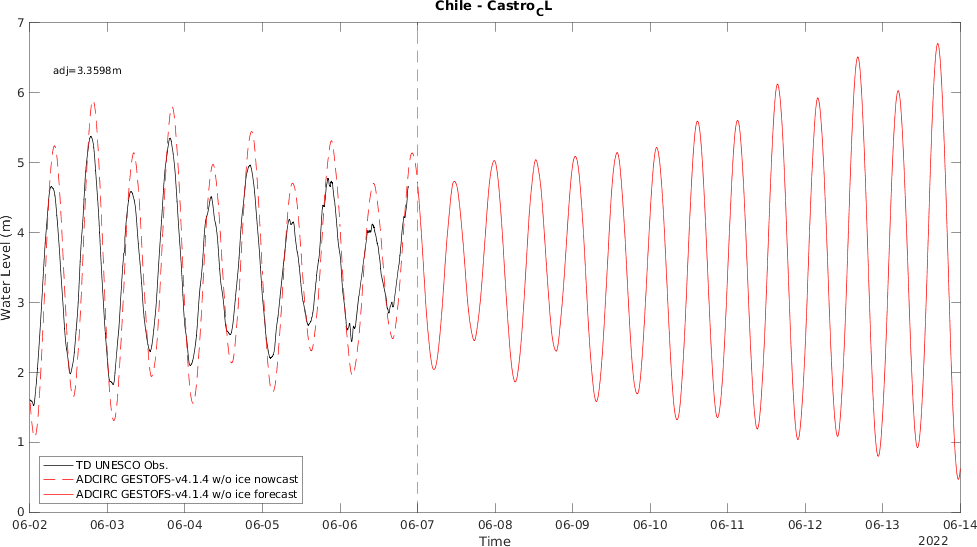 Chile - Castro_CL
adj=3.3598m
Water Level (m)
7
6
5
4
3
2
1
0
TD UNESCO Obs.
ADCIRC GESTOFS-v4.1.4 w/o ice nowcast
ADCIRC GESTOFS-v4.1.4 w/o ice forecast
06-02 06-03 06-04 06-05 06-06 06-07 06-08 06-09 06-10 06-11 06-12 06-13 06-14
Time
2022